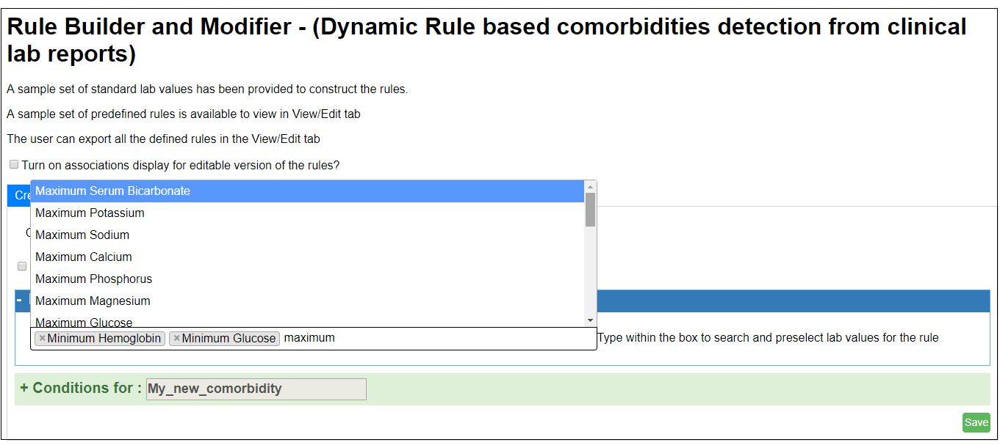 Rule Builder and Modifier - (Dynamic Rule based comorbidities detection from clinical
lab reports)
A sample set of standard lab values has been provided to construct the rules.
A sample set of predefined rules is available to view in View/Edit tab
The user can export all the defined rules in the View/Edit tab
Turn on associations display for editable version of the rules?
Maximum Serum Bicarbonate
Maximum Potassium
Maximum Sodium
Maximum Calcium
Maximum Phosphorus
Maximum Magnesium
Maximum Glucose
×Minimum Hemoglobin ×Minimum Glucose maximum Type within the box to search and preselect lab values for the rule
+ Conditions for : My_new_comorbidity
Save